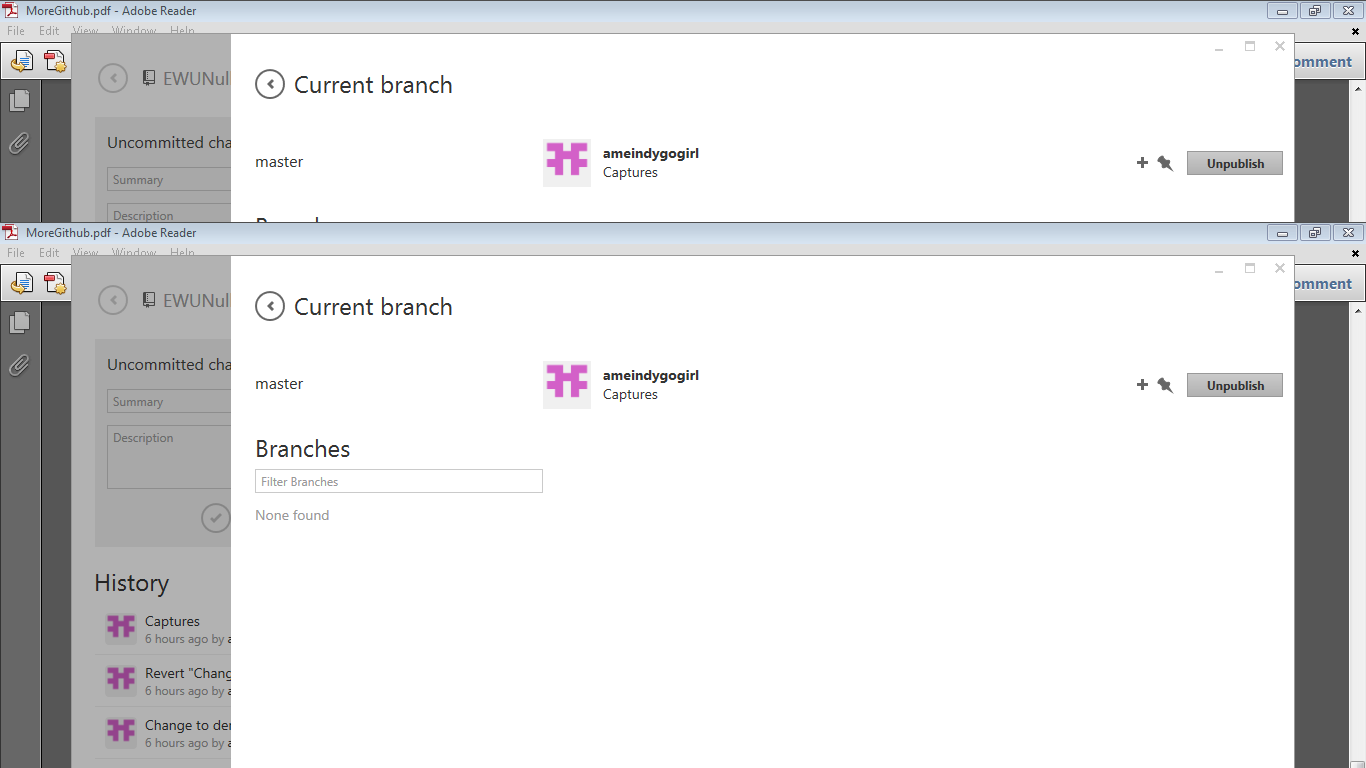 MoreGithub.pdf - Adobe Reader
File Edit View Window Help
omment
EWUNull
Current branch
Uncommitted cha
master
ameindygogirl
Captures
Unpublish
Summary
Description
MoreGithub.pdf - Adobe Reader
File Edit View Window Help
omment
EWUNull
Current branch
Uncommitted cha
master
ameindygogirl
Captures
Unpublish
Summary
Description
Branches
Filter Branches
None found
History
Captures
6 hours ago by a
Revert "Chang
6 hours ago by a
Change to der
6 hours ago by a